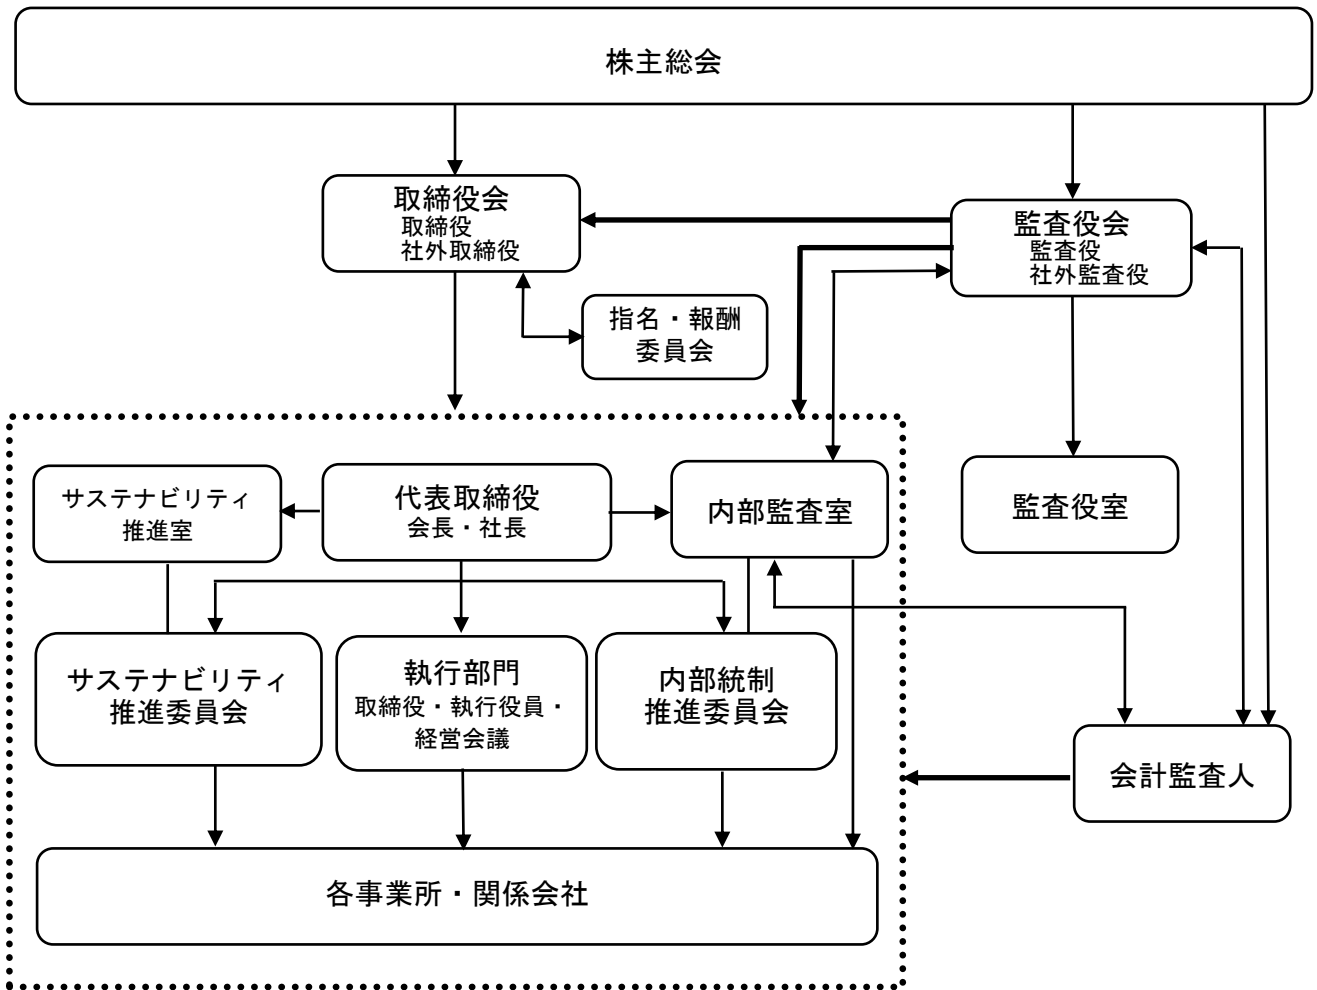 株主総会
取締役会
取締役
社外取締役
監査役会
監査役
社外監査役
指名・報酬
委員会
サステナビリティ
推進室
代表取締役
会長・社長
内部監査室
監査役室
サステナビリティ
推進委員会
執行部門
取締役・執行役員・
経営会議
内部統制
推進委員会
会計監査人
各事業所・関係会社